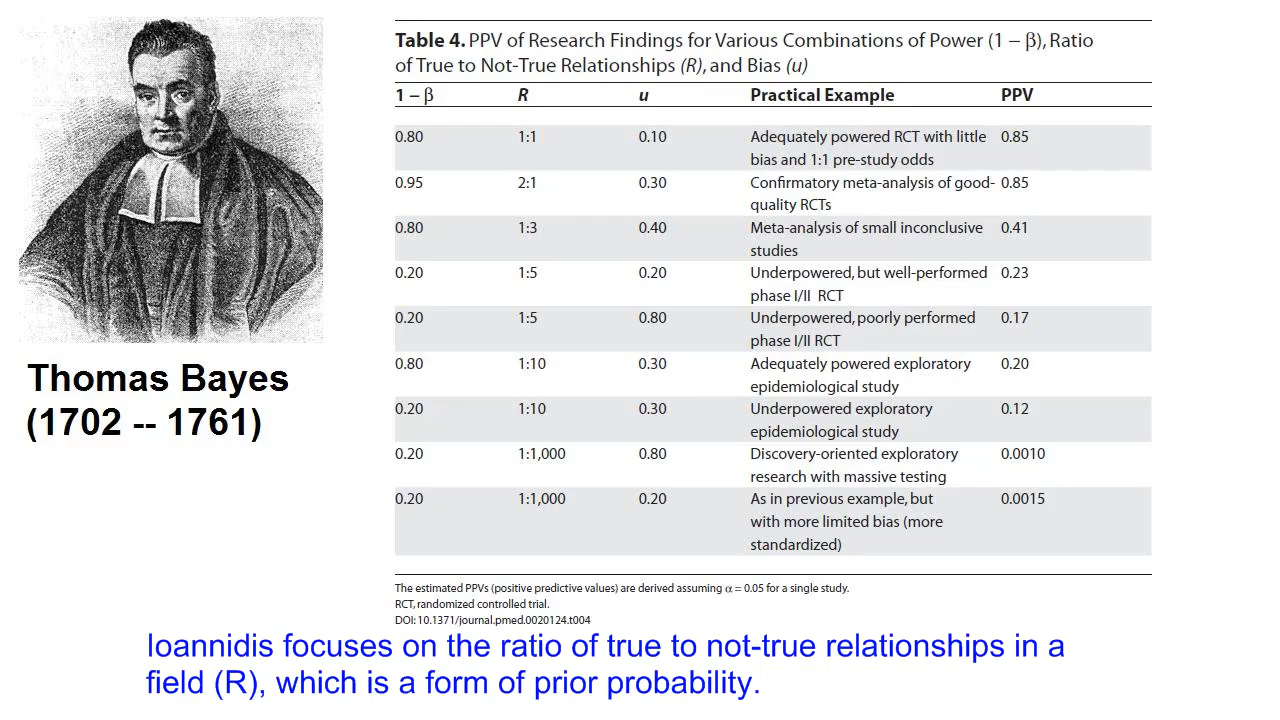 Thomas Bayes
(1702 -- 1761)
Table 4. PPV of Research Findings for Various Combinations of Power (1 − β), Ratio
of True to Not-True Relationships (R), and Bias (u)
1 − β R u Practical Example PPV
0.80 1:1 0.10 Adequately powered RCT with little 0.85
bias and 1:1 pre-study odds
0.95 2:1 0.30 Confirmatory meta-analysis of good- 0.85
quality RCTs
0.80 1:3 0.40 Meta-analysis of small inconclusive 0.41
studies
0.20 1:5 0.20 Underpowered, but well-performed 0.23
phase I/II RCT
0.20 1:5 0.80 Underpowered, poorly performed 0.17
phase I/II RCT
0.80 1:10 0.30 Adequately powered exploratory 0.20
epidemiological study
0.20 1:10 0.30 Underpowered exploratory 0.12
epidemiological study
0.20 1:1,000 0.80 Discovery-oriented exploratory 0.0010
research with massive testing
0.20 1:1,000 0.20 As in previous example, but 0.0015
with more limited bias (more
standardized)
The estimated PPVs (positive predictive values) are derived assuming α = 0.05 for a single study.
RCT, randomized controlled trial.
DOI: 10.1371/journal.pmed.0020124.t004
Ioannidis focuses on the ratio of true to not-true relationships in a
field (R), which is a form of prior probability.